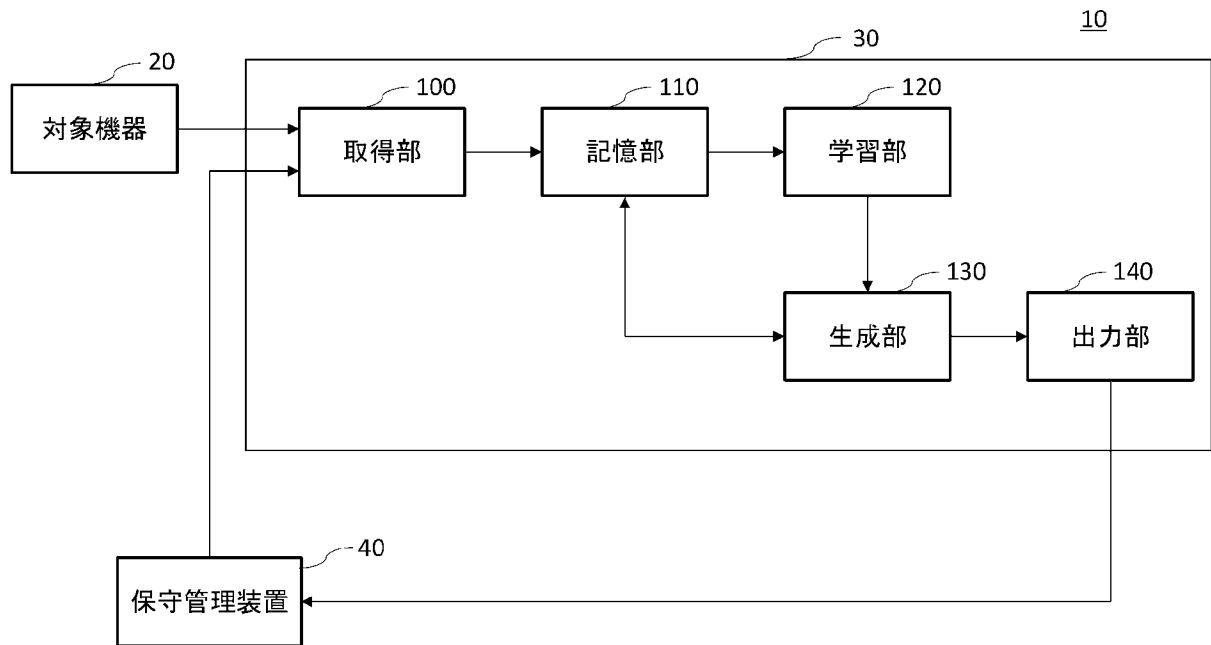 10
30
20
対象機器
100
取得部
110
記憶部
120
学習部
130
生成部
140
出力部
40
保守管理装置